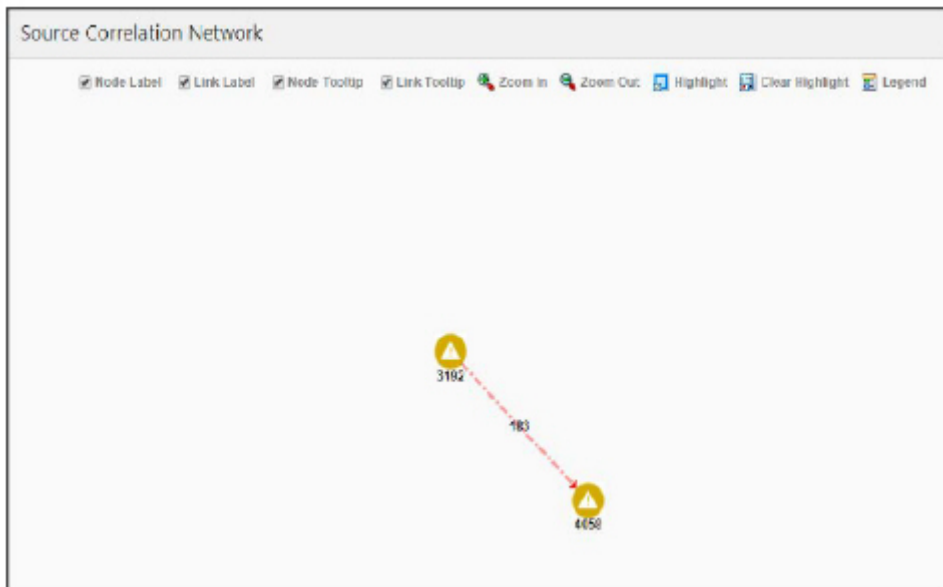 Source Correlation Network
Node Label Link Label Node Tooltip Link Tooltip Zoom In Zoom Out Highlight Clear Highlight Legend
3192
183
4058